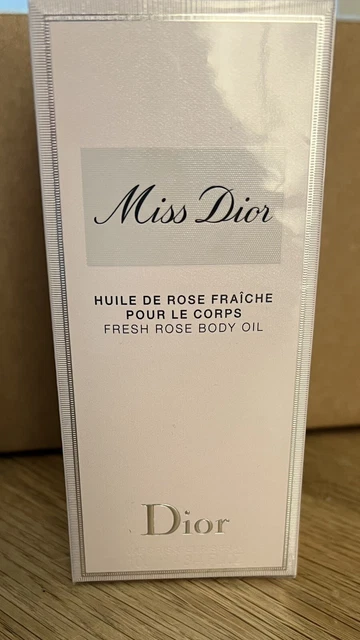 Miss Dior
HUILE DE ROSE FRAÎCHE
POUR LE CORPS
FRESH ROSE BODY OIL
Dior